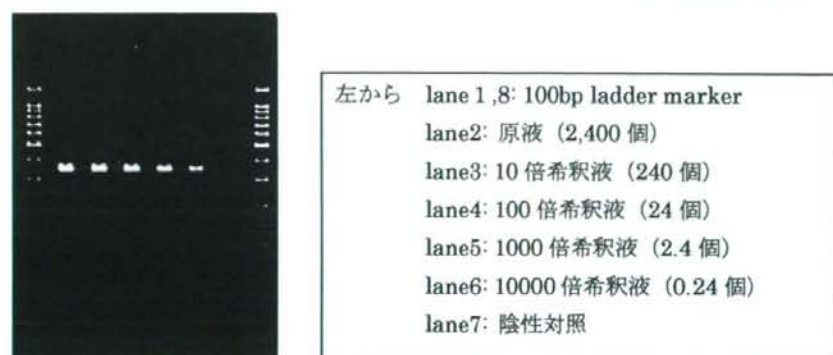 左から lane 1 ,8: 100bp ladder marker
lane2: 原液（2,400 個）
lane3: 10 倍希釈液（240 個）
lane4: 100 倍希釈液（24 個）
lane5: 1000 倍希釈液（2.4 個）
lane6: 10000 倍希釈液（0.24 個）
lane7: 陰性対照